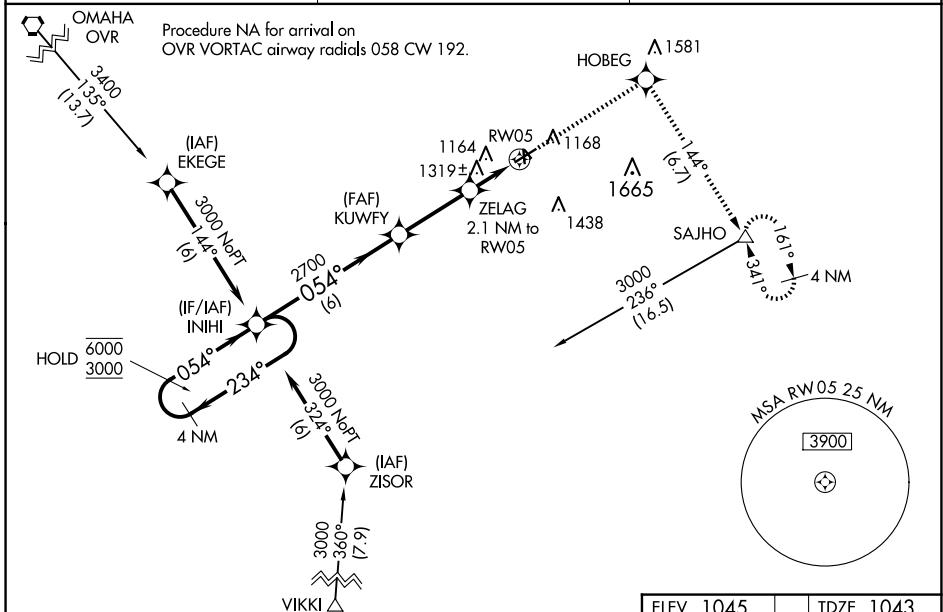 OMAHA
OVR
Procedure NA for arrival on
OVR VORTAC airway radials 058 CW 192.
3400
135°
(13.7)
(IAF)
EKEGE
3000 NoPT
144°
(6)
HOBEG
1581
RW05
1164
1319±
1168
1665
144°
(6.7)
(FAF)
KUWFY
ZELAG
2.1 NM to
RW05
1438
SAJHO
161°
341°
4 NM
2700
054°
(6)
3000
236°
(16.5)
(IF/IAF)
INIHI
HOLD
6000
3000
054°
234°
4 NM
3000 NoPT
324°
(6)
(IAF)
ZISOR
3000
360°
(7.9)
VIKKI
MSA RW05 25 NM
3900
ELEV 1045
TDZE 1043